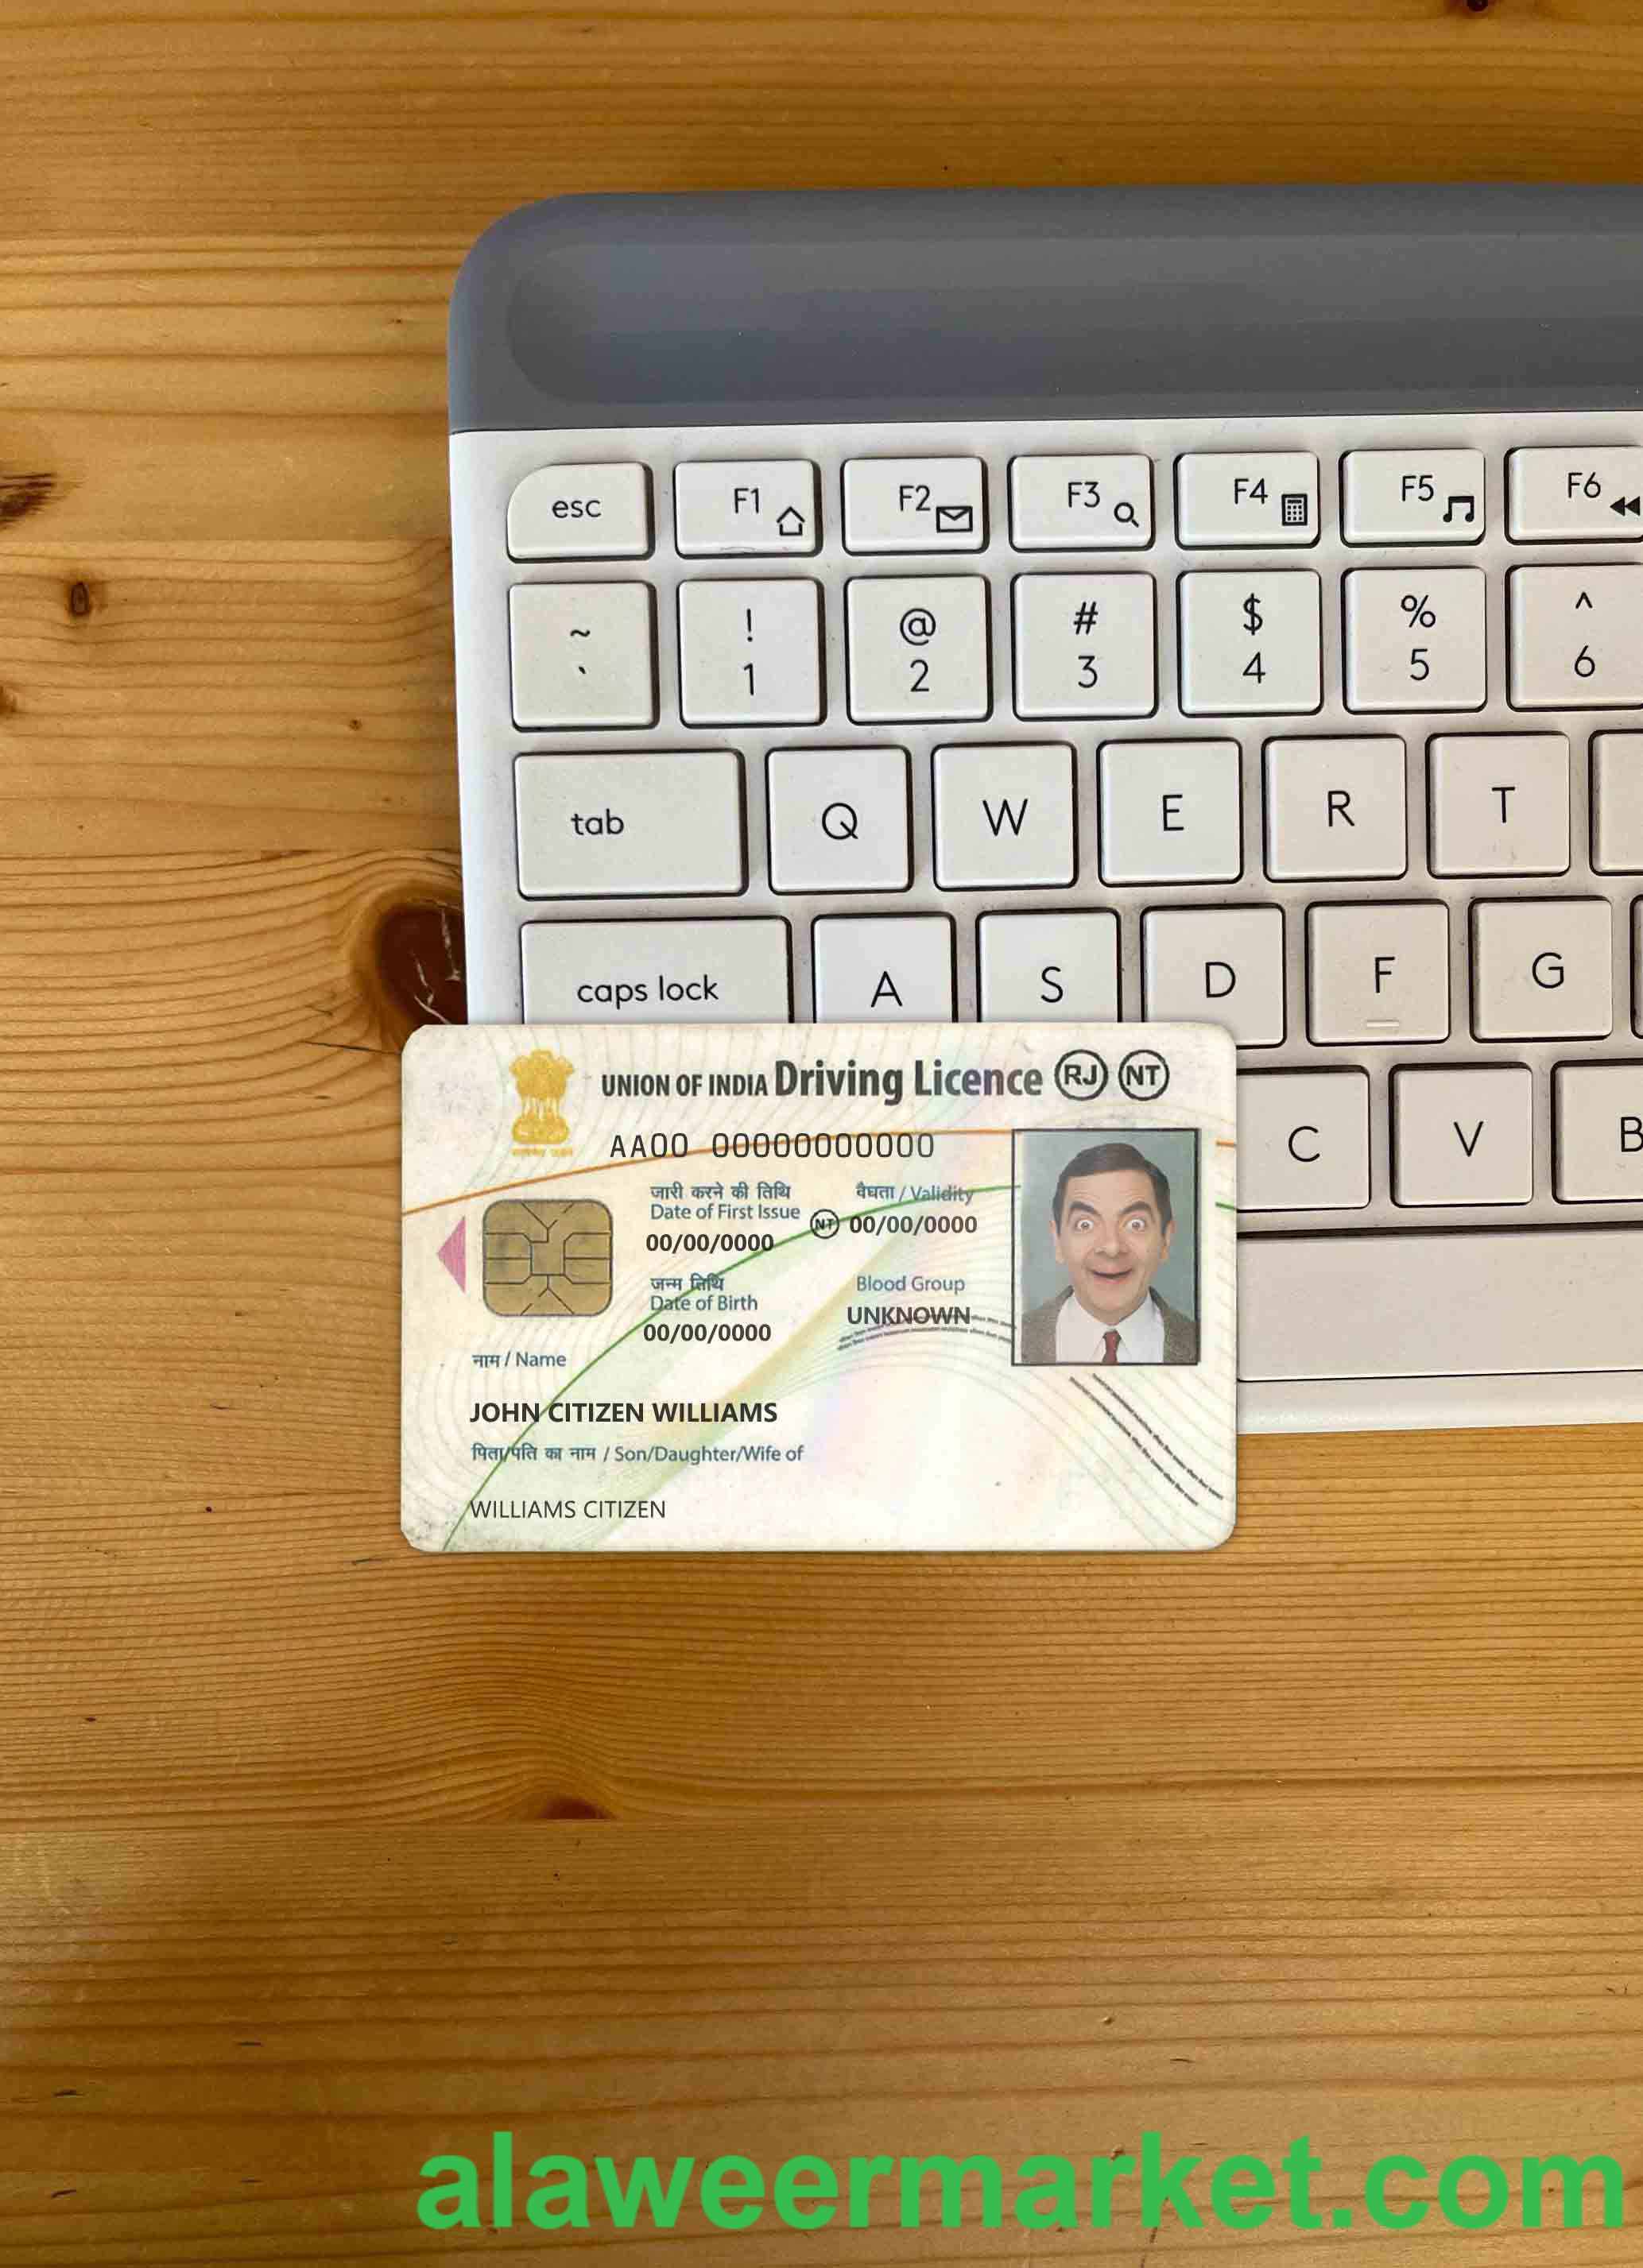 esc F1 F2 F3 F4 F5 F6
~ ! @ # $ % ^
` 1 2 3 4 5 6
tab Q W E R T
caps lock A S D F G
C V B
UNION OF INDIA Driving Licence RJ NT
AA00 00000000000
जारी करने की तिथि वैधता / Validity
Date of First Issue NT 00/00/0000
00/00/0000
जन्म तिथि Blood Group
Date of Birth UNKNOWN
00/00/0000
नाम / Name
JOHN CITIZEN WILLIAMS
पिता/पति का नाम / Son/Daughter/Wife of
WILLIAMS CITIZEN
alaweermarket.com